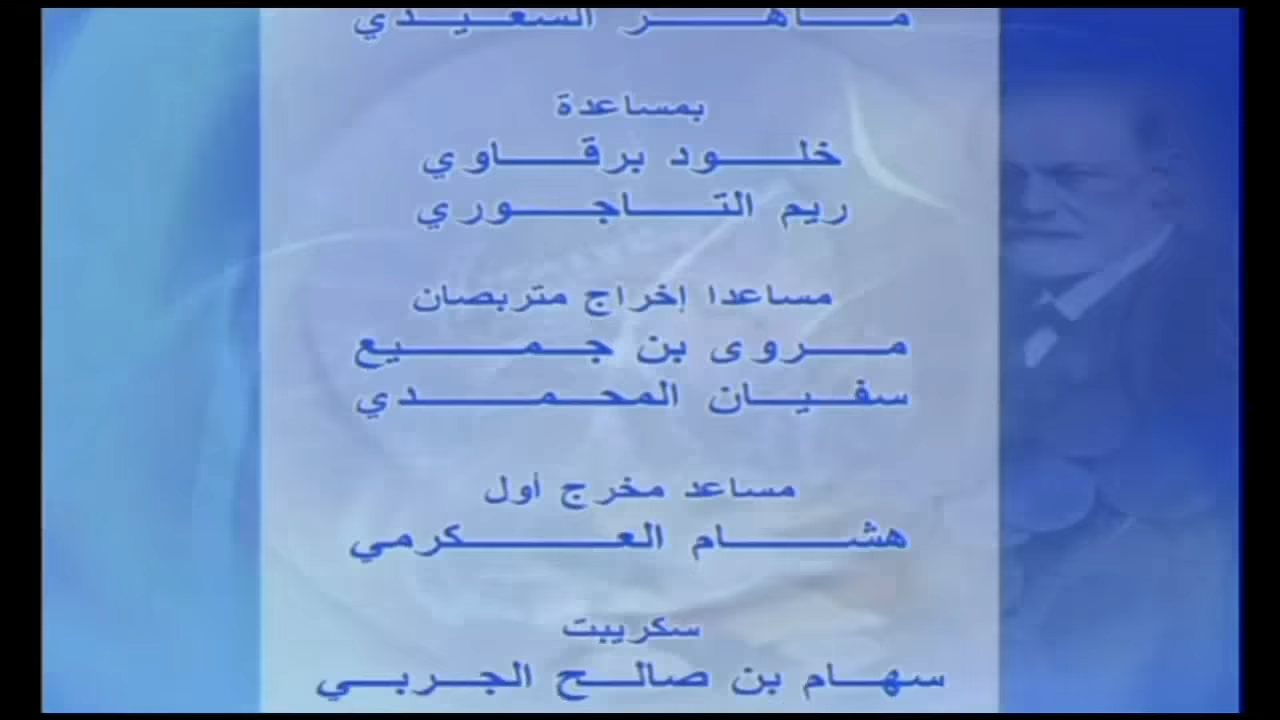 ماهر السعيدي
بمساعدة
خلود برقاوي
ريم التاجوري
مساعدا إخراج متربصان
مروى بن جميع
سفيان المحمدي
مساعد مخرج أول
هشام العكرمي
سكريبت
سهام بن صالح الجربي